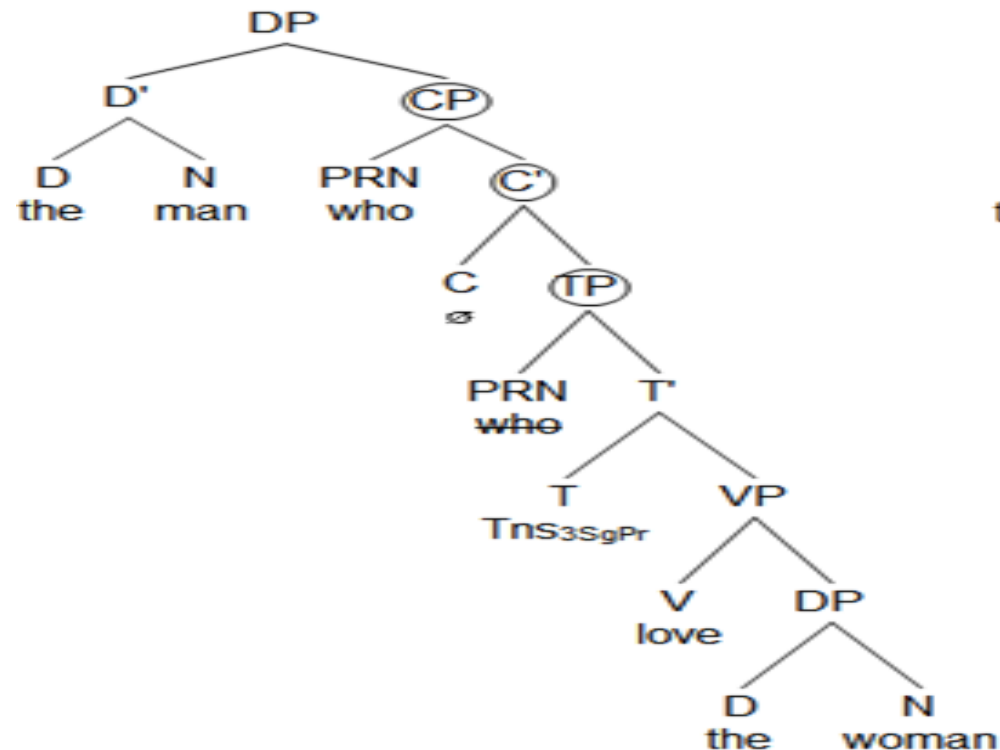 DP
D' CP
D N PRN C'
the man who t
C TP
ø
PRN T'
who
T VP
Tns3SgPr
V DP
love
D N
the woman